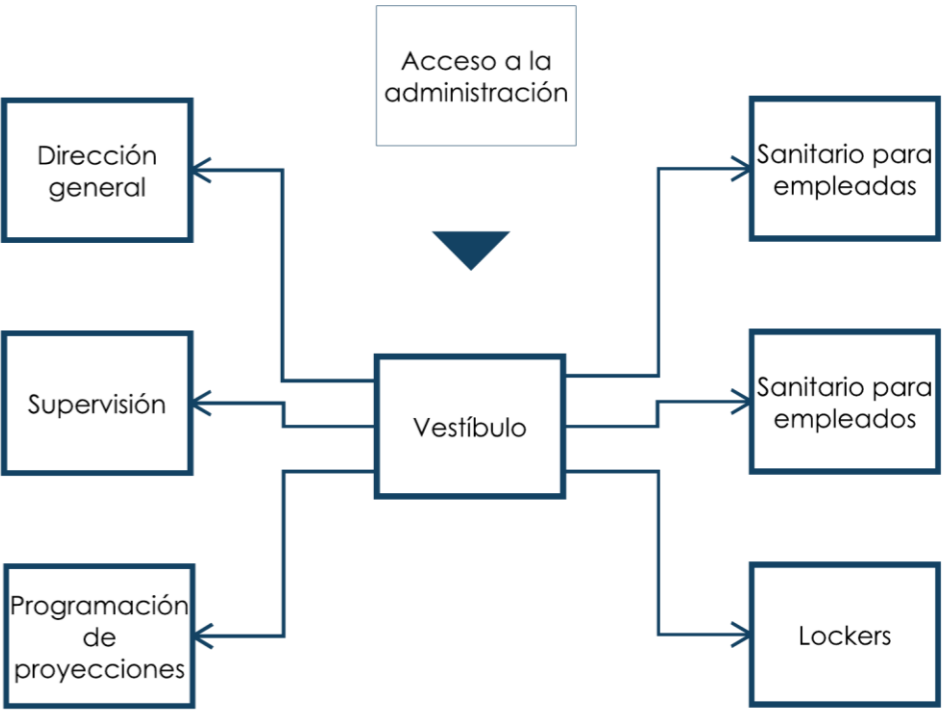 Acceso a la
administración
Dirección
general
Sanitario para
empleadas
Supervisión
Vestíbulo
Sanitario para
empleados
Programación
de
proyecciones
Lockers